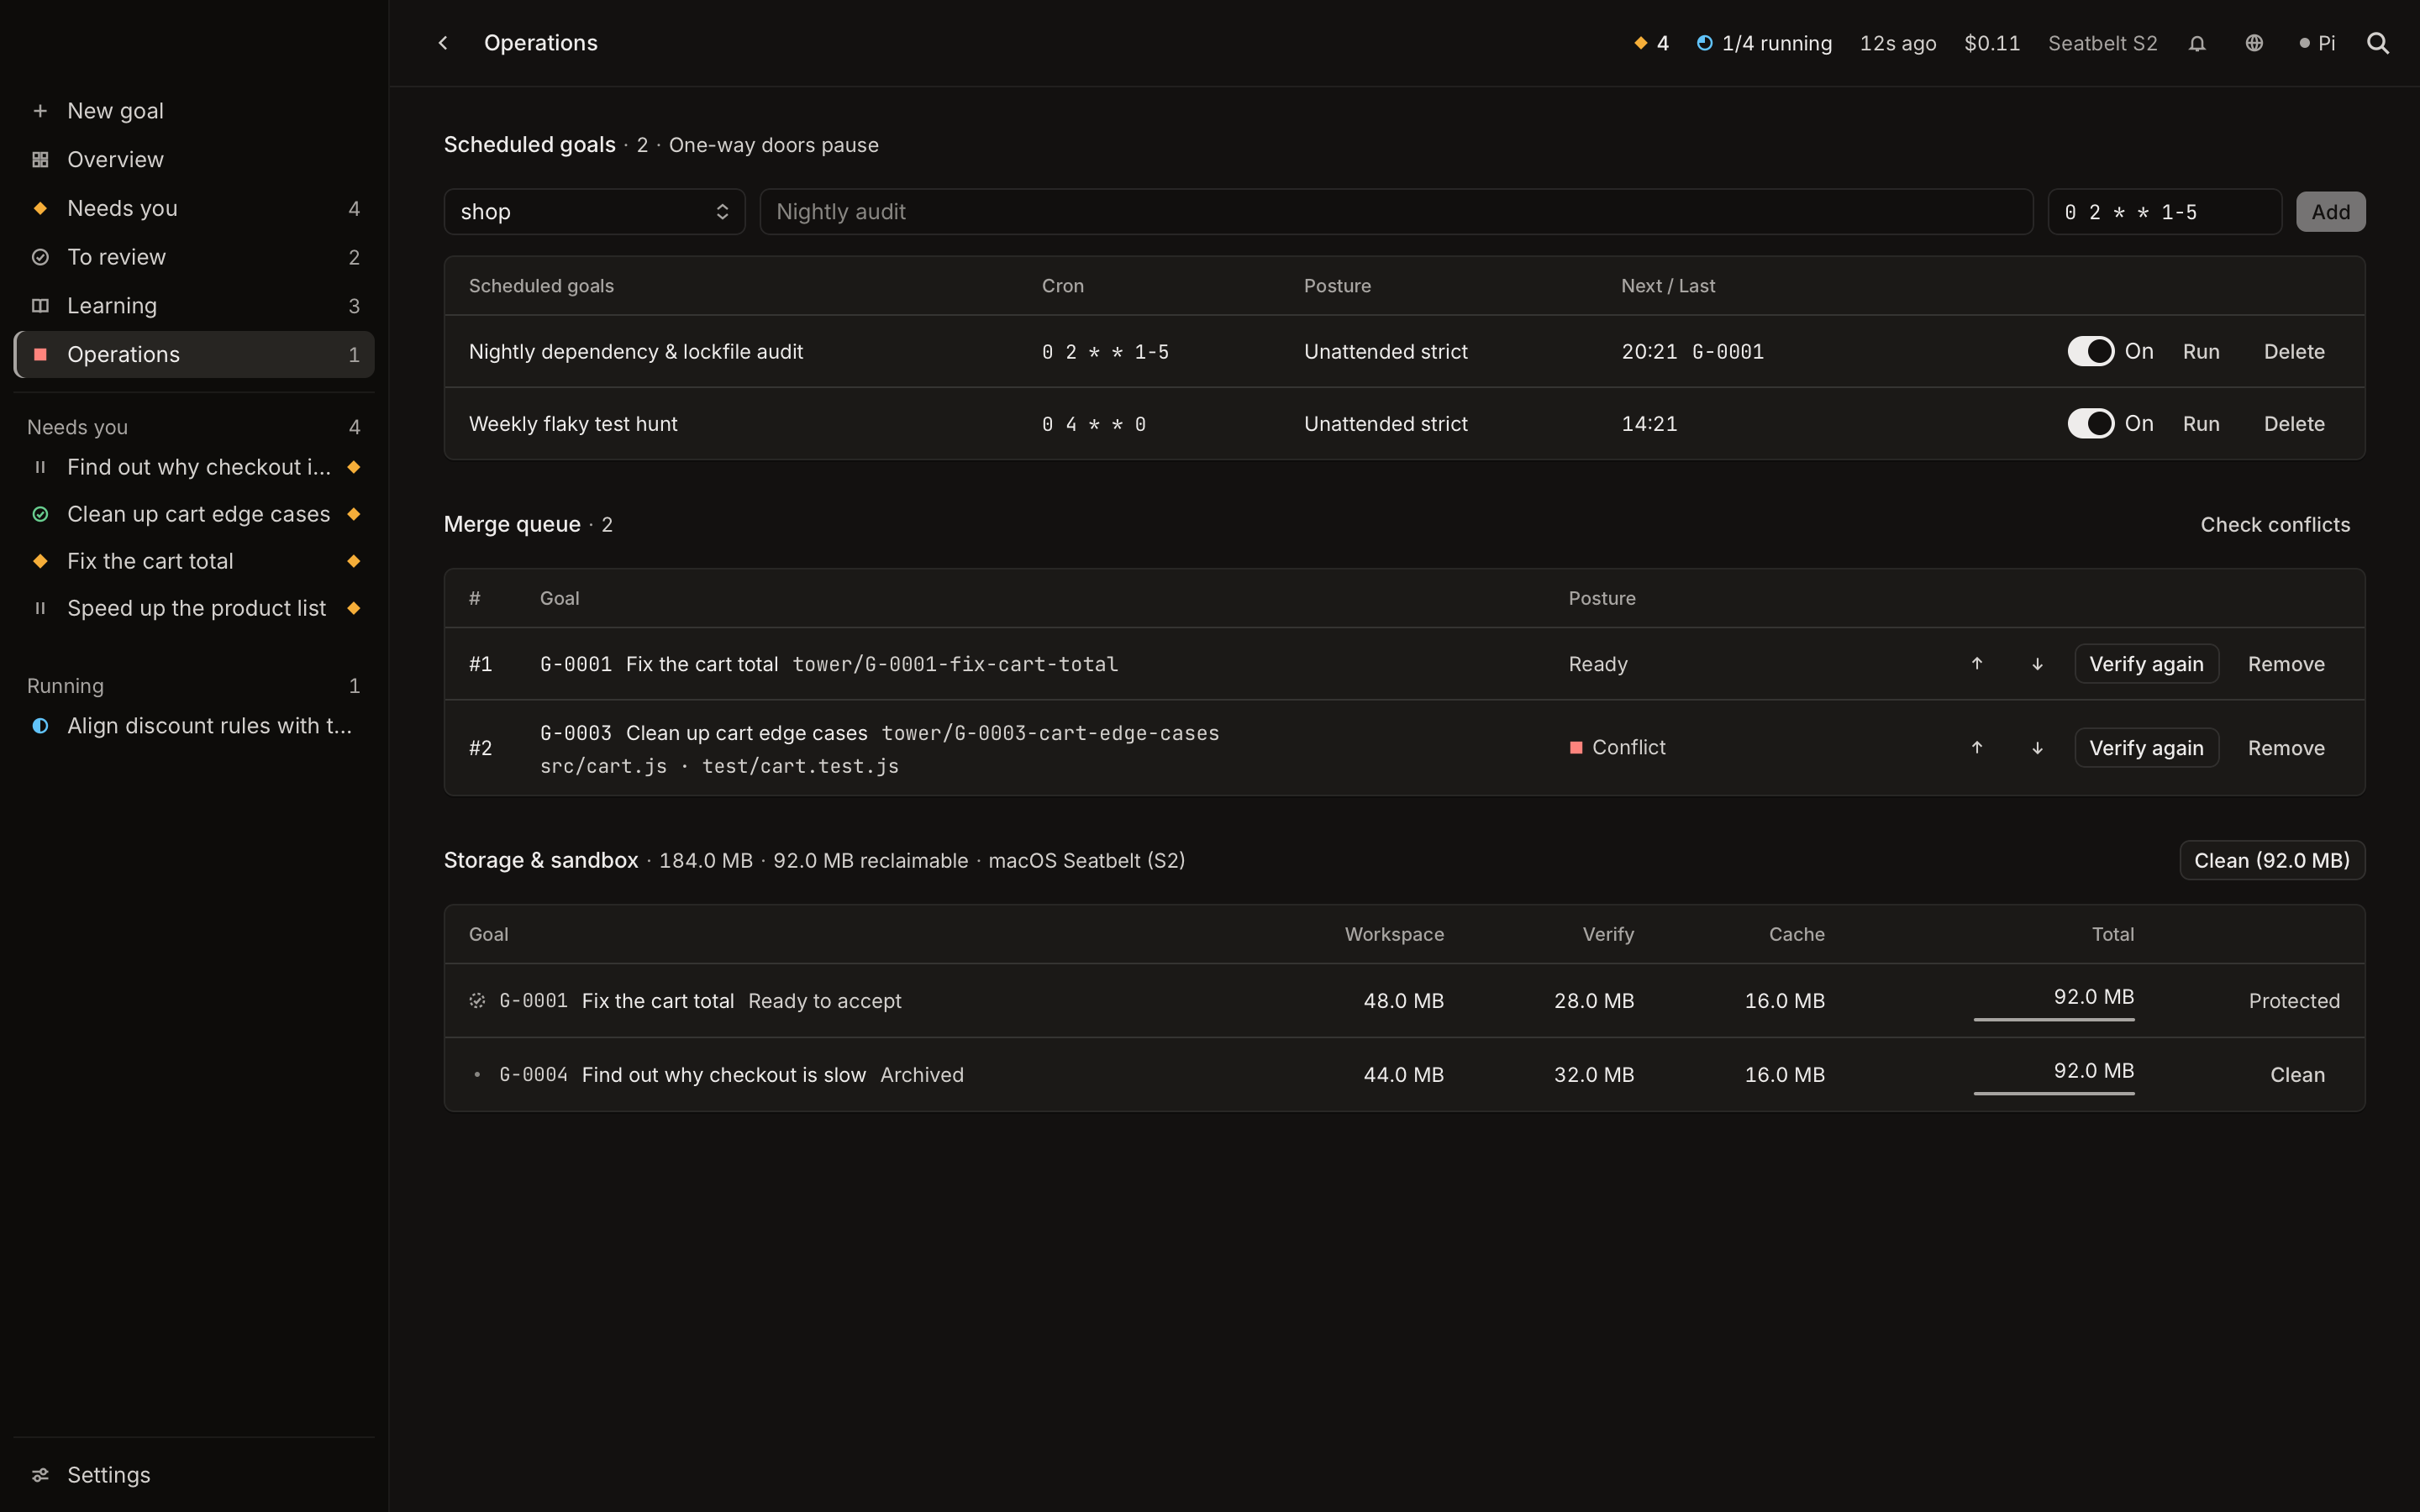 New goal
Overview
Needs you 4
To review 2
Learning 3
Operations 1
Needs you 4
Find out why checkout i...
Clean up cart edge cases
Fix the cart total
Speed up the product list
Running 1
Align discount rules with t...
Settings
Operations 4 1/4 running 12s ago $0.11 Seatbelt S2 Pi
Scheduled goals · 2 · One-way doors pause
shop Nightly audit 0 2 * * 1-5 Add
Scheduled goals Cron Posture Next / Last
Nightly dependency & lockfile audit 0 2 * * 1-5 Unattended strict 20:21 G-0001 On Run Delete
Weekly flaky test hunt 0 4 * * 0 Unattended strict 14:21 On Run Delete
Merge queue · 2 Check conflicts
# Goal Posture
#1 G-0001 Fix the cart total tower/G-0001-fix-cart-total Ready ↑ ↓ Verify again Remove
#2 G-0003 Clean up cart edge cases tower/G-0003-cart-edge-cases Conflict ↑ ↓ Verify again Remove
src/cart.js · test/cart.test.js
Storage & sandbox · 184.0 MB · 92.0 MB reclaimable · macOS Seatbelt (S2) Clean (92.0 MB)
Goal Workspace Verify Cache Total
G-0001 Fix the cart total Ready to accept 48.0 MB 28.0 MB 16.0 MB 92.0 MB Protected
G-0004 Find out why checkout is slow Archived 44.0 MB 32.0 MB 16.0 MB 92.0 MB Clean